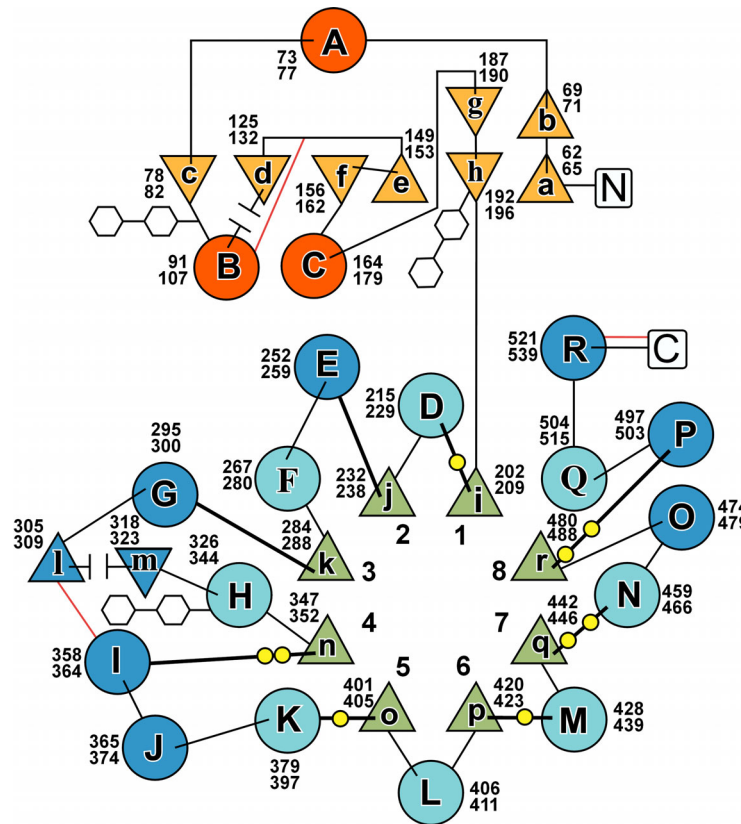 A
73
77
187
190
g
69
71
b
125
132
149
153
62
65
c
d
f
e
h
a
N
78
82
156
162
192
196
91
107
B
C
164
179
252
259
E
521
539
R
C
215
229
D
504
515
497
503
P
295
300
267
280
F
Q
G
232
238
j
i
202
209
474
479
O
305
309
318
323
2
1
480
488
l
m
326
344
k
284
288
3
8
r
H
347
352
4
7
442
446
N
459
466
358
364
I
n
q
5
6
401
405
420
423
K
o
p
M
428
439
365
374
J
379
397
L
406
411